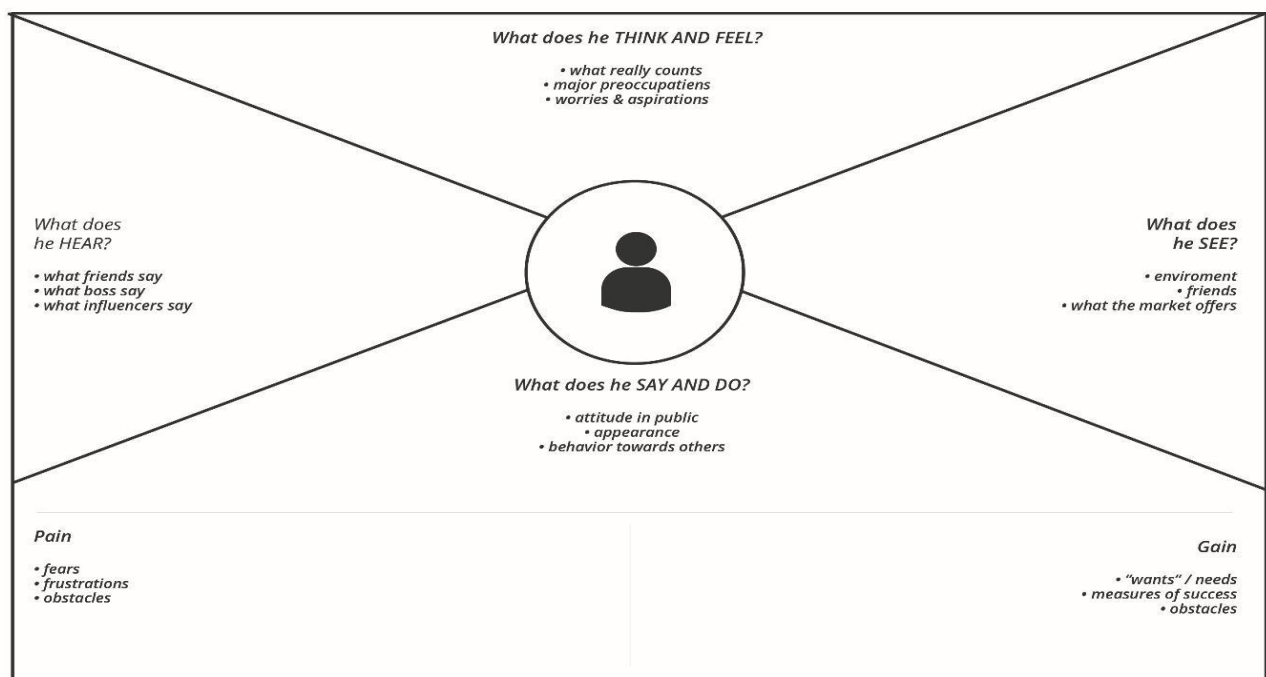 What does he THINK AND FEEL?
• what really counts
• major preoccupatiens
• worries & aspirations
What does
he HEAR?
• what friends say
• what boss say
• what influencers say
What does
he SEE?
• enviroment
• friends
• what the market offers
What does he SAY AND DO?
• attitude in public
• appearance
• behavior towards others
Pain
• fears
• frustrations
• obstacles
Gain
• "wants" / needs
• measures of success
• obstacles